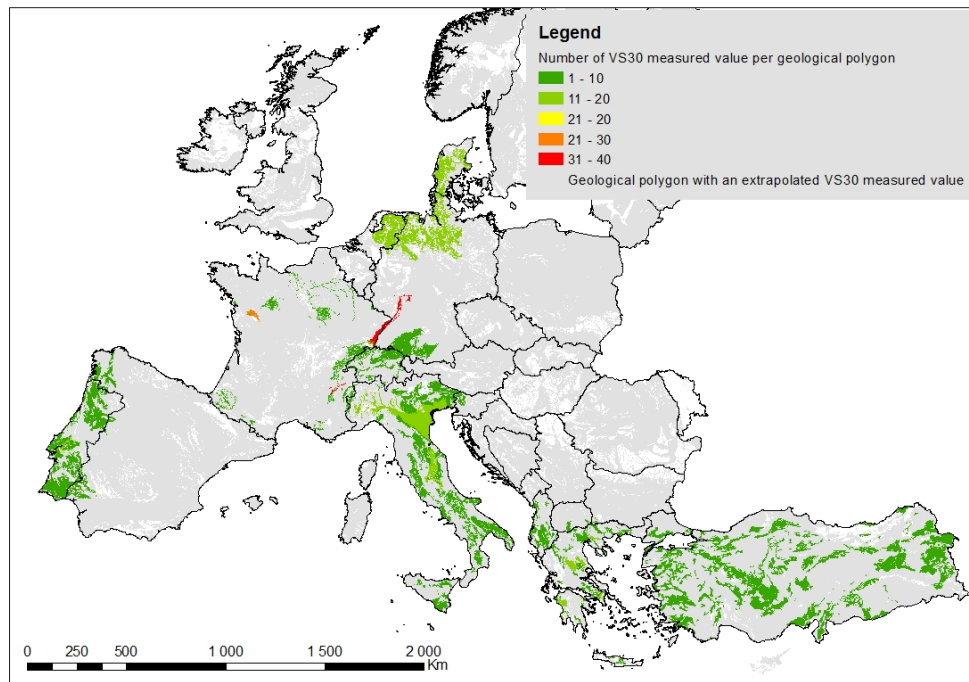 Legend
Number of VS30 measured value per geological polygon
1 - 10
11 - 20
21 - 20
21 - 30
31 - 40
Geological polygon with an extrapolated VS30 measured value
0 250 500 1 000 1 500 2 000
Km